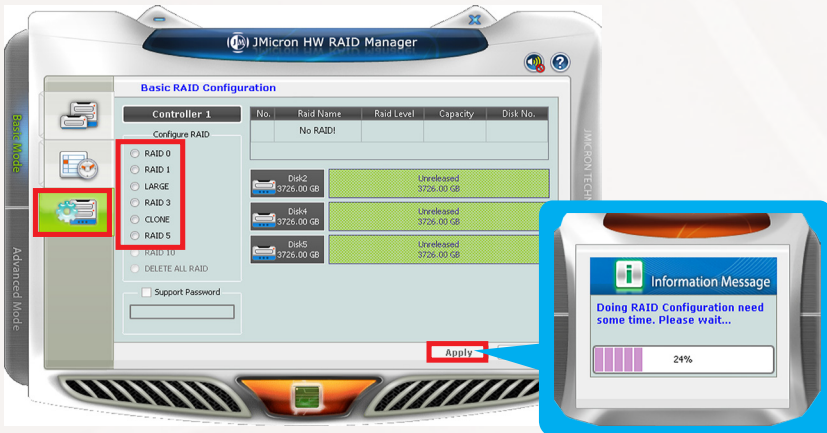 JMicron HW RAID Manager
Basic RAID Configuration
Basic Mode
Advanced Mode
Controller 1
Configure RAID
RAID 0
RAID 1
LARGE
RAID 3
CLONE
RAID 5
RAID 10
DELETE ALL RAID
Support Password
No. Raid Name Raid Level Capacity Disk No.
No RAID!
Disk2
3726.00 GB
Unreleased
3726.00 GB
Disk4
3726.00 GB
Unreleased
3726.00 GB
Disk5
3726.00 GB
Unreleased
3726.00 GB
Apply
JMICRON TECH
Information Message
Doing RAID Configuration need
some time. Please wait...
24%